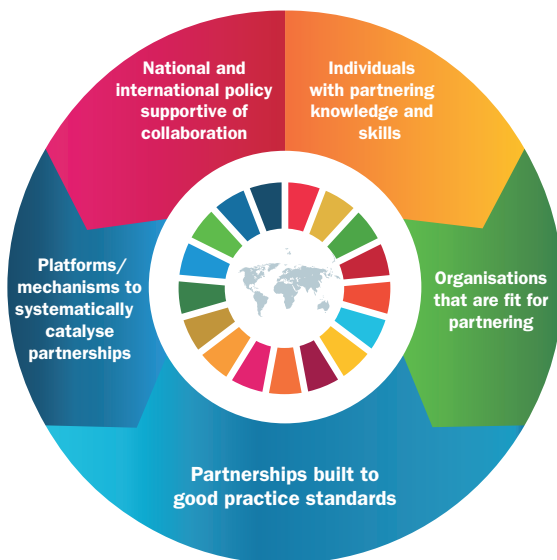 National and
international policy
supportive of
collaboration
Individuals
with partnering
knowledge and
skills
Organisations
that are fit for
partnering
Partnerships built to
good practice standards
Platforms/
mechanisms to
systematically
catalyse
partnerships